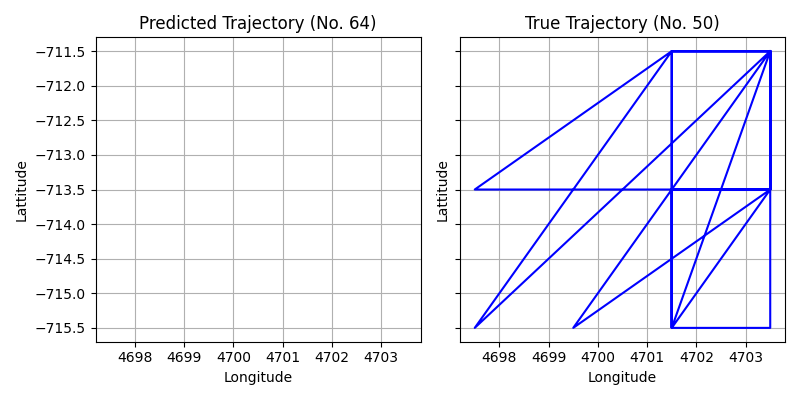 Predicted Trajectory (No. 64)
True Trajectory (No. 50)
−711.5
−712.0
−712.5
−713.0
−713.5
−714.0
−714.5
−715.0
−715.5
Lattitude
Lattitude
4698 4699 4700 4701 4702 4703
4698 4699 4700 4701 4702 4703
Longitude
Longitude